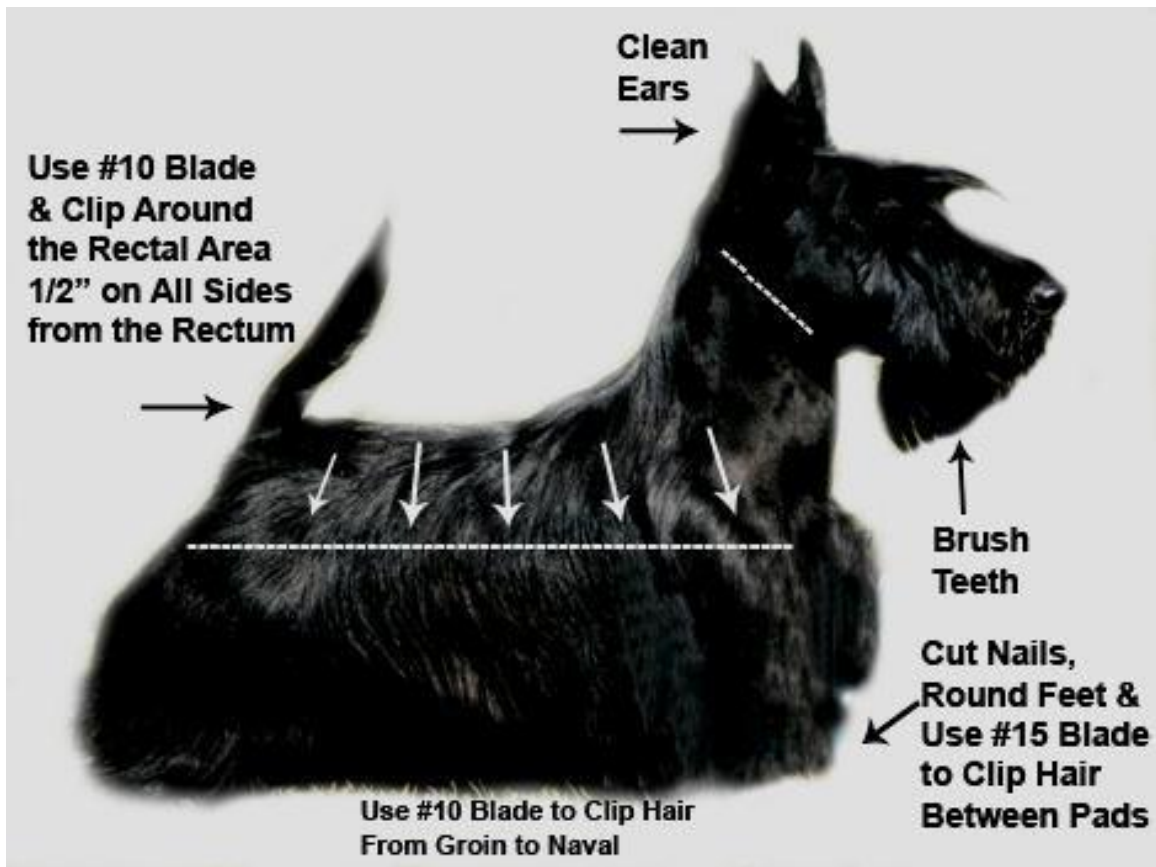 Clean
Ears
Use #10 Blade
& Clip Around
the Rectal Area
1/2” on All Sides
from the Rectum
Brush
Teeth
Cut Nails,
Round Feet &
Use #15 Blade
to Clip Hair
Between Pads
Use #10 Blade to Clip Hair
From Groin to Naval